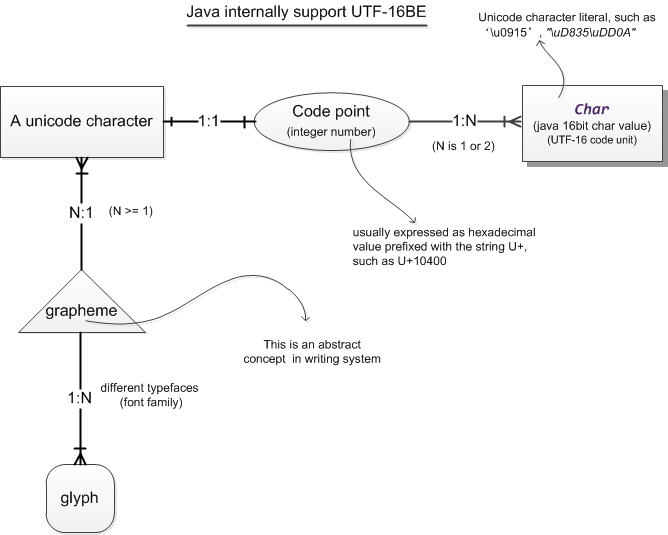 Java internally support UTF-16BE
Unicode character literal, such as
‘\u0915’ , "\uD835\uDD0A"
A unicode character
1:1
Code point
(integer number)
1:N
(N is 1 or 2)
Char
(java 16bit char value)
(UTF-16 code unit)
N:1
(N >= 1)
usually expressed as hexadecimal
value prefixed with the string U+,
such as U+10400
grapheme
This is an abstract
concept in writing system
1:N
different typefaces
(font family)
glyph